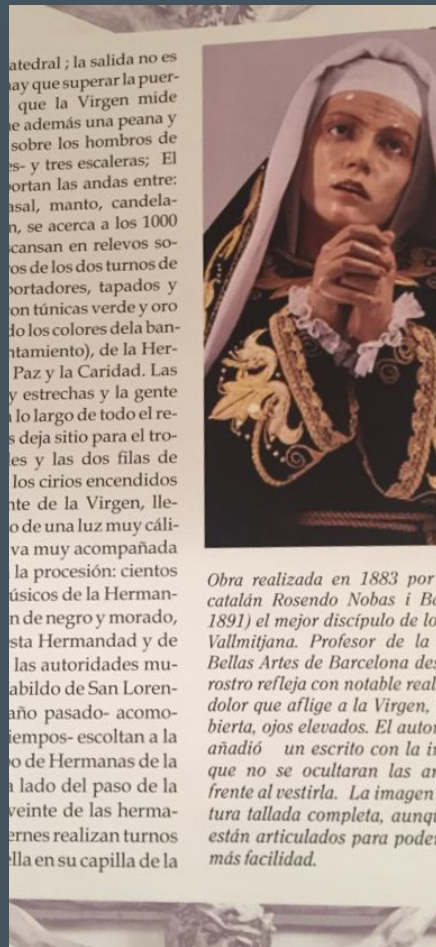 atedral ; la salida no es
ay que superar la puer-
que la Virgen mide
e además una peana y
sobre los hombros de
s- y tres escaleras; El
portan las andas entre:
asal, manto, candela-
n, se acerca a los 1000
cansan en relevos so-
os de los dos turnos de
portadores, tapados y
on túnicas verde y oro
do los colores dela ban-
ntamiento), de la Her-
Paz y la Caridad. Las
y estrechas y la gente
lo largo de todo el re-
s deja sitio para el tro-
es y las dos filas de
los cirios encendidos
te de la Virgen, lle-
o de una luz muy cáli-
va muy acompañada
la procesión: cientos
úsicos de la Herman-
n de negro y morado,
sta Hermandad y de
las autoridades mu-
abildo de San Loren-
año pasado- acomo-
iempos- escoltan a la
o de Hermanas de la
lado del paso de la
veinte de las herma-
ernes realizan turnos
ella en su capilla de la
Obra realizada en 1883 por
catalán Rosendo Nobas i B
1891) el mejor discípulo de lo
Vallmitjana. Profesor de la
Bellas Artes de Barcelona des
rostro refleja con notable real
dolor que aflige a la Virgen,
bierta, ojos elevados. El autor
añadió un escrito con la i
que no se ocultaran las ar
frente al vestirla. La imagen
tura tallada completa, aunqu
están articulados para poder
más facilidad.